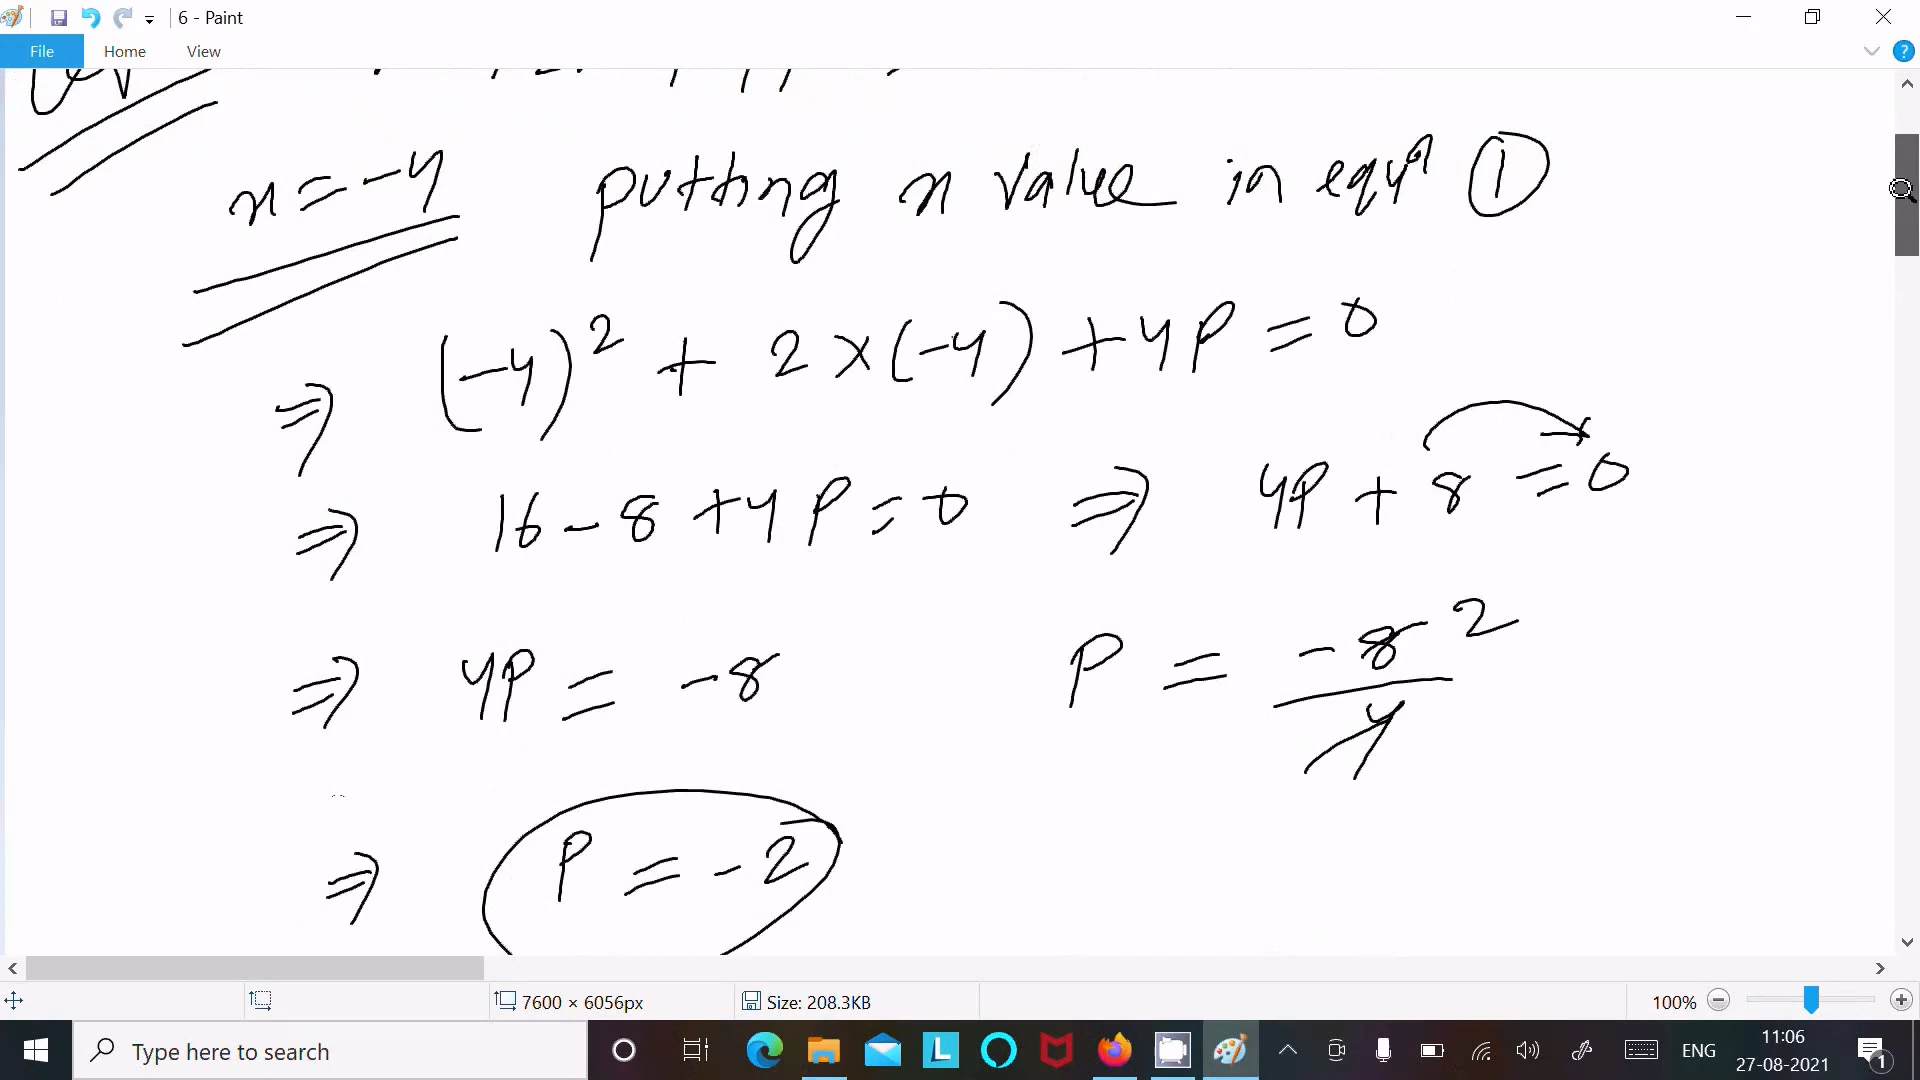 6 - Paint
File Home View
x = -4 putting x value in eqⁿ ①
⇒ (-4)² + 2 × (-4) + 4P = 0
⇒ 16 - 8 + 4P = 0 ⇒ 4P + 8 = 0
⇒ 4P = -8 P = -8/4 2
⇒ P = -2
7600 × 6056px Size: 208.3KB 100%
Type here to search
ENG
11:06
27-08-2021
1